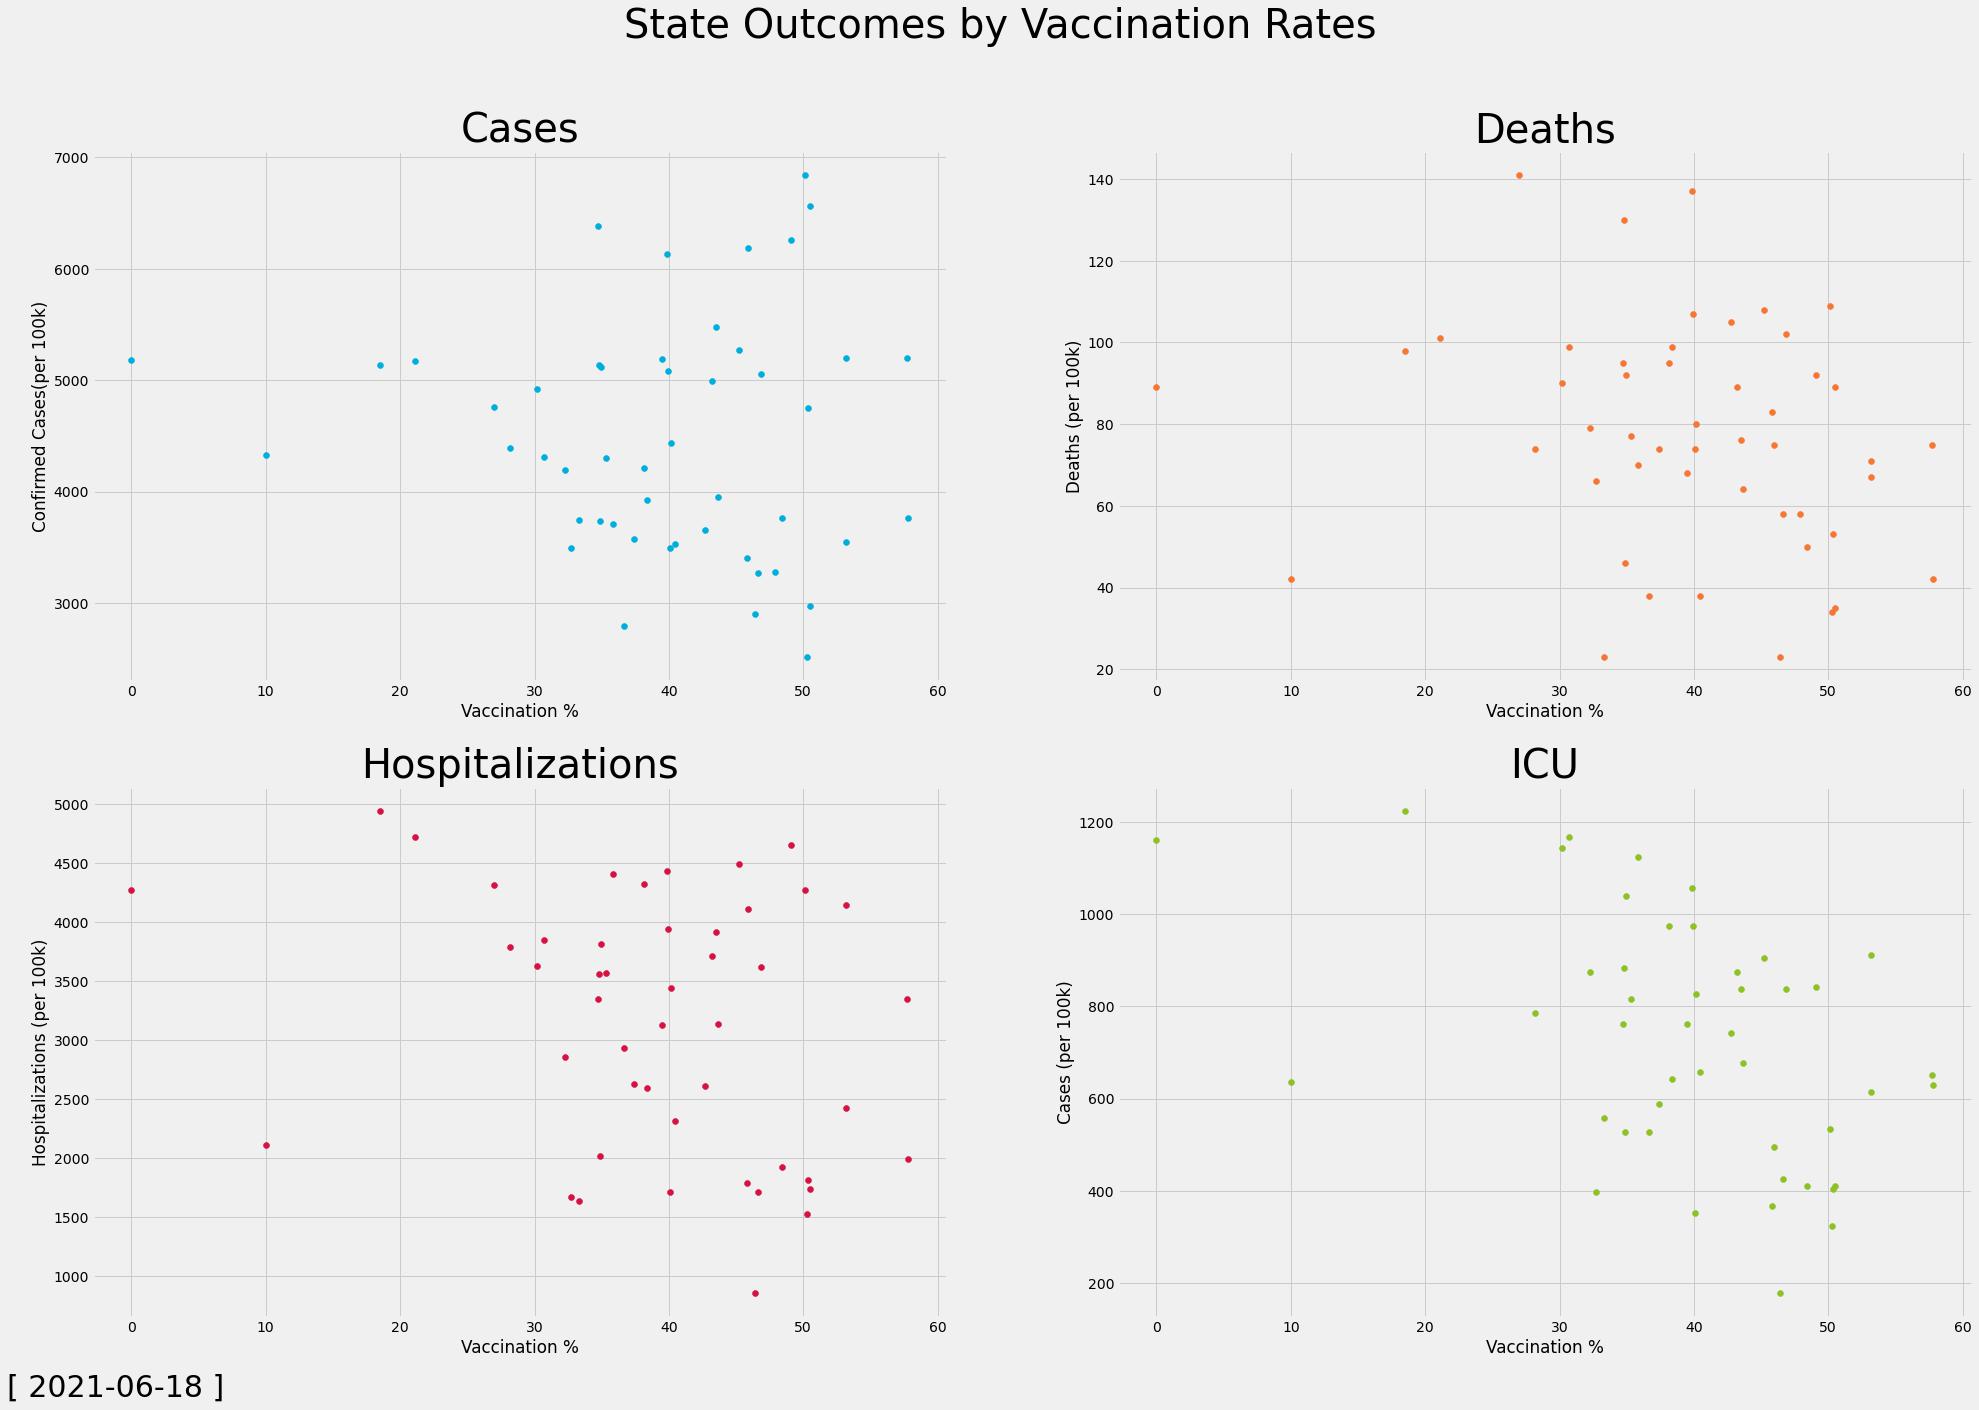 State Outcomes by Vaccination Rates
Cases
7000
6000
5000
4000
3000
Confirmed Cases(per 100k)
0 10 20 30 40 50 60
Vaccination %
Deaths
140
120
100
80
60
40
20
Deaths (per 100k)
0 10 20 30 40 50 60
Vaccination %
Hospitalizations
5000
4500
4000
3500
3000
2500
2000
1500
1000
Hospitalizations (per 100k)
0 10 20 30 40 50 60
Vaccination %
ICU
1200
1000
800
600
400
200
Cases (per 100k)
0 10 20 30 40 50 60
Vaccination %
[ 2021-06-18 ]